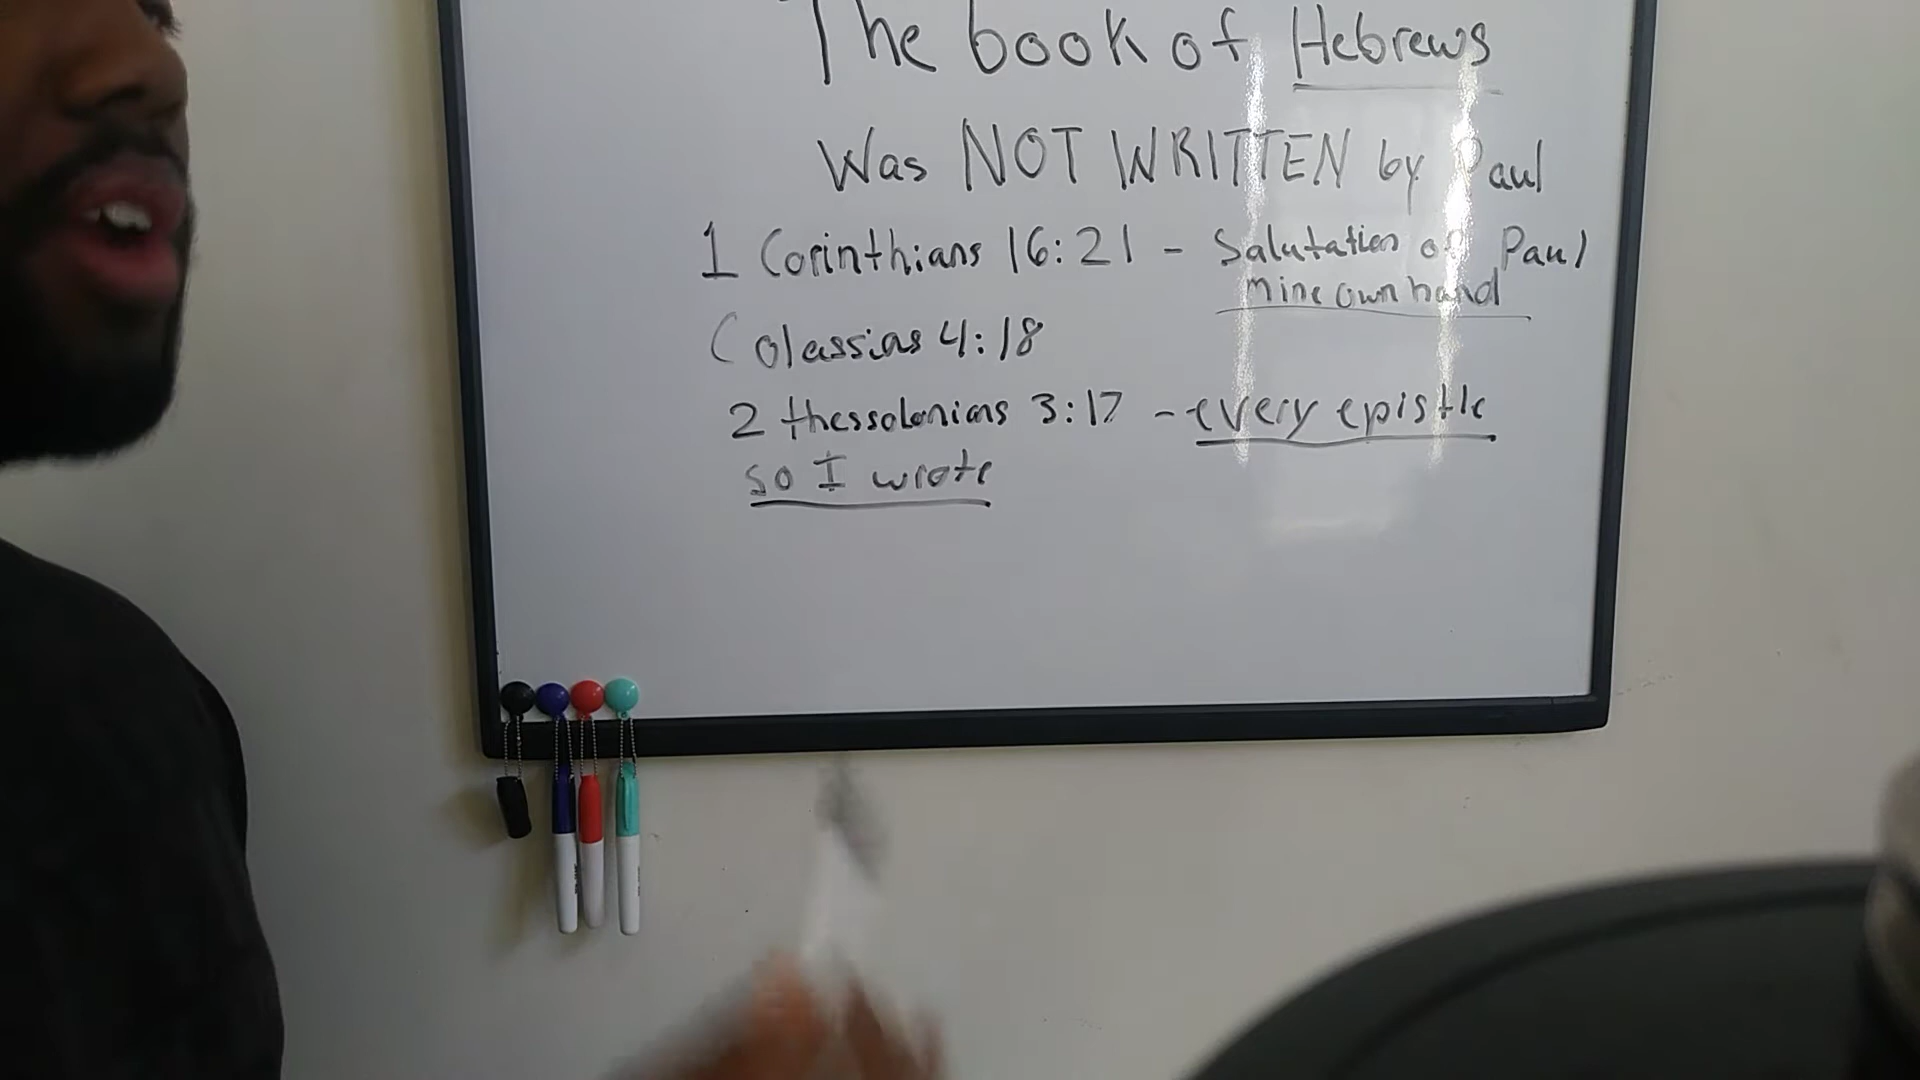 The book of Hebrews
Was NOT WRITTEN by Paul
1 Corinthians 16:21 - Salutation of Paul
mine own hand
Colassias 4:18
2 thessolonians 3:17 - every epistle
so I wrote